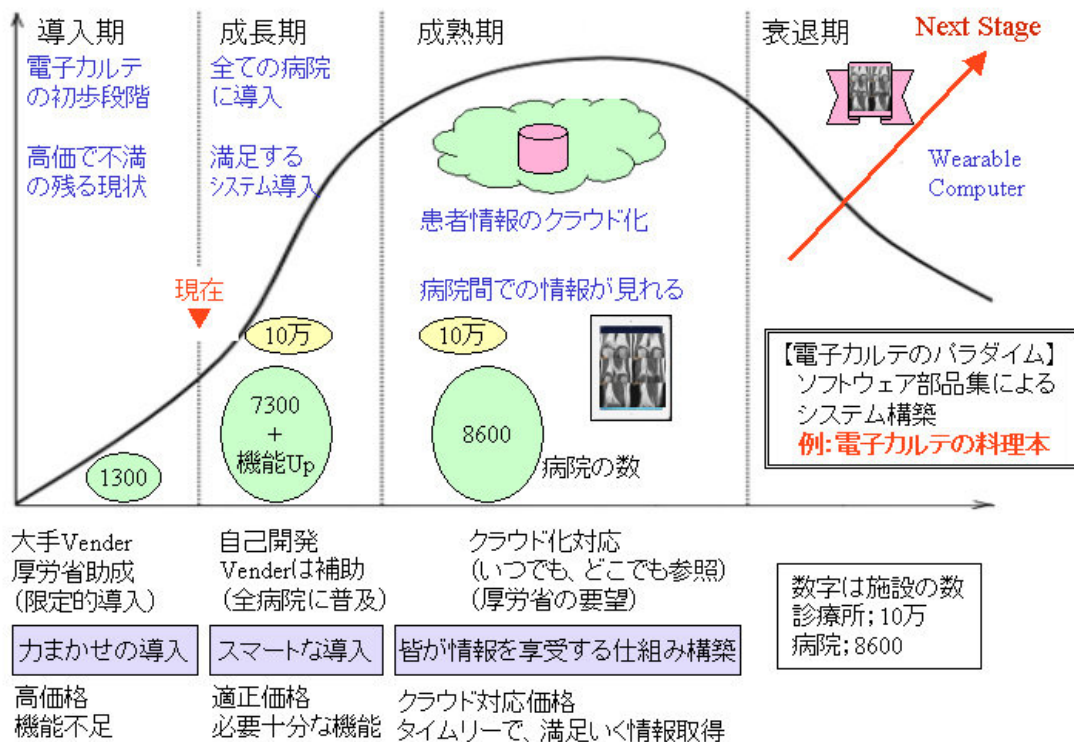 導入期
電子カルテ
の初歩段階
高価で不満
の残る現状
成長期
全ての病院
に導入
満足する
システム導入
成熟期
患者情報のクラウド化
病院間での情報が見れる
衰退期
Next Stage
Wearable
Computer
現在
10万
7300
+
機能Up
1300
10万
8600
病院の数
【電子カルテのパラダイム】
ソフトウェア部品集による
システム構築
例:電子カルテの料理本
大手Vender
厚労省助成
(限定的導入)
自己開発
Venderは補助
(全病院に普及)
クラウド化対応
(いつでも、どこでも参照)
(厚労省の要望)
数字は施設の数
診療所;10万
病院;8600
力まかせの導入
スマートな導入
皆が情報を享受する仕組み構築
高価格
機能不足
適正価格
必要十分な機能
クラウド対応価格
タイムリーで、満足いく情報取得